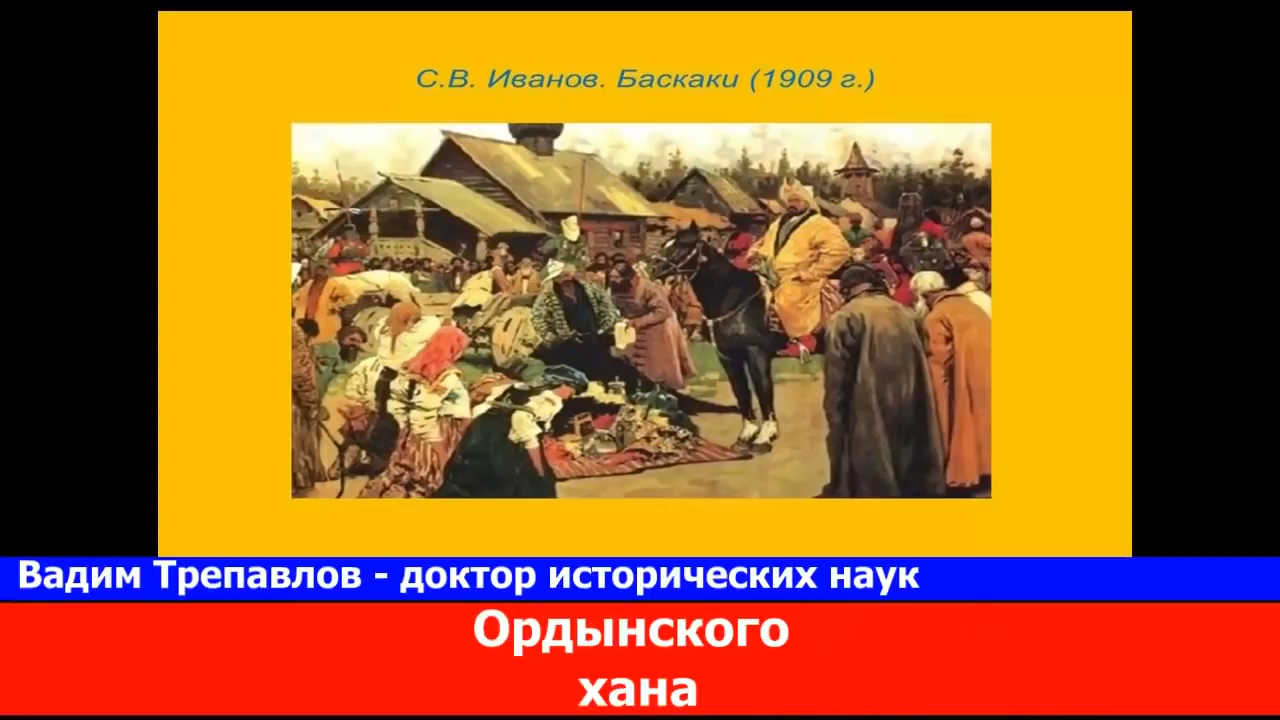 С.В. Иванов. Баскаки (1909 г.)
Вадим Трепавлов - доктор исторических наук
Ордынского
хана